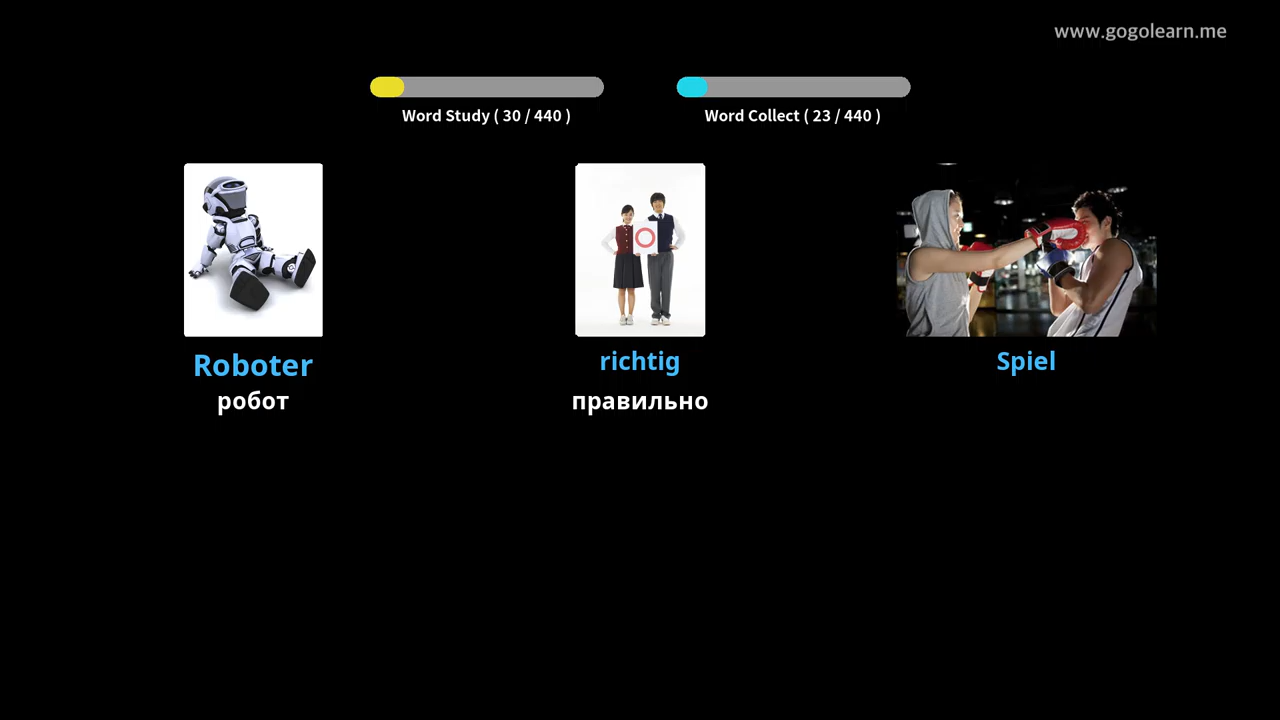 www.gogolearn.me
Word Study ( 30 / 440 )
Word Collect ( 23 / 440 )
Roboter
richtig
Spiel
робот
правильно